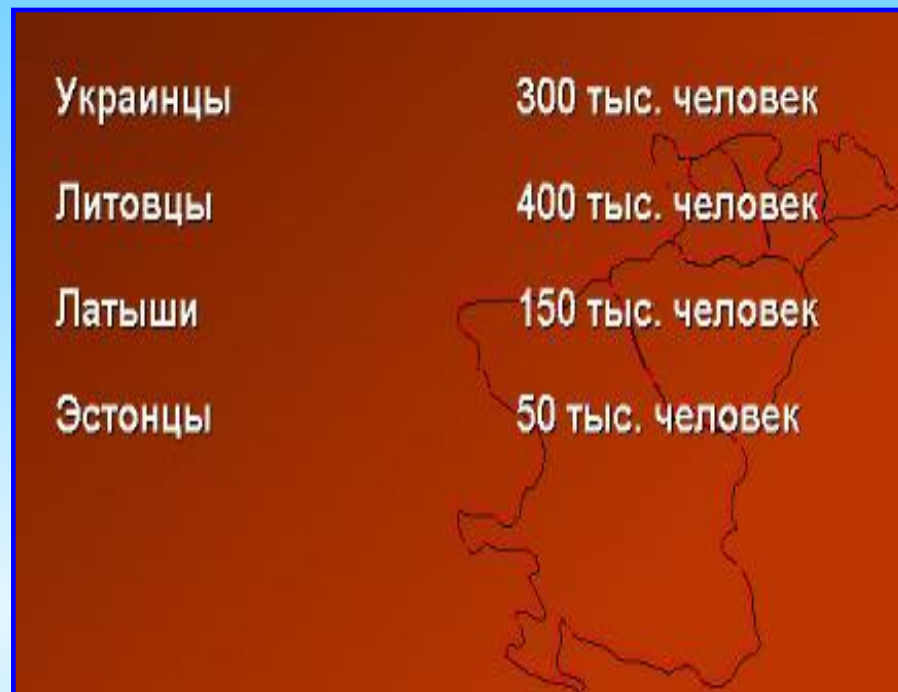 Украинцы 300 тыс. человек
Литовцы 400 тыс. человек
Латыши 150 тыс. человек
Эстонцы 50 тыс. человек